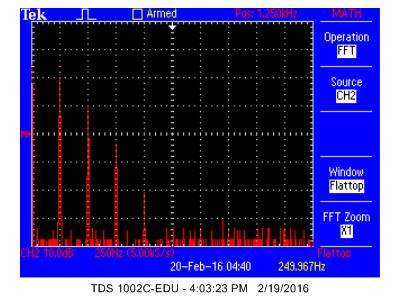 Tek Armed Pos: 1.250kHz MATH
Operation
FFT
Source
CH2
M
Window
Flattop
FFT Zoom
X1
CH2 10.0dB 250Hz (5.00kS/s) Flattop
20-Feb-16 04:40 249.967Hz
TDS 1002C-EDU - 4:03:23 PM 2/19/2016